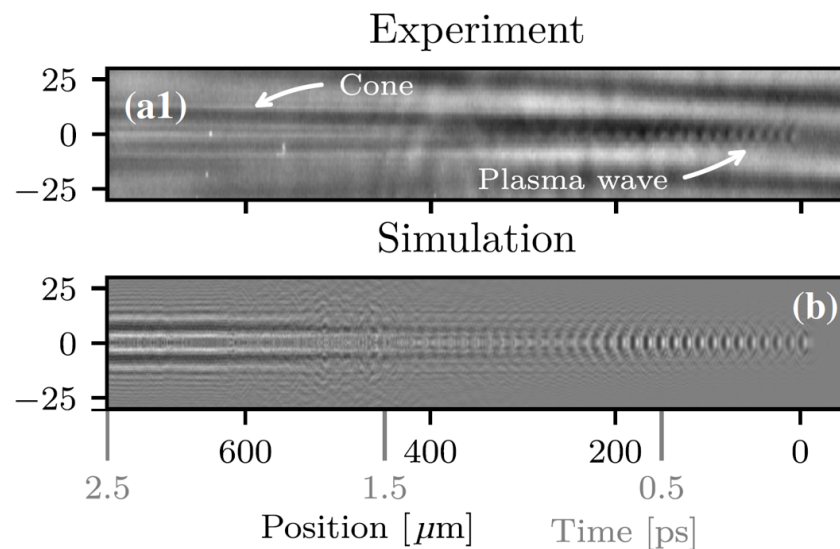 Experiment
25
Cone
(a1)
0
Plasma wave
−25
Simulation
25
(b)
0
−25
600 400 200 0
2.5 1.5 0.5
Position [μm] Time [ps]